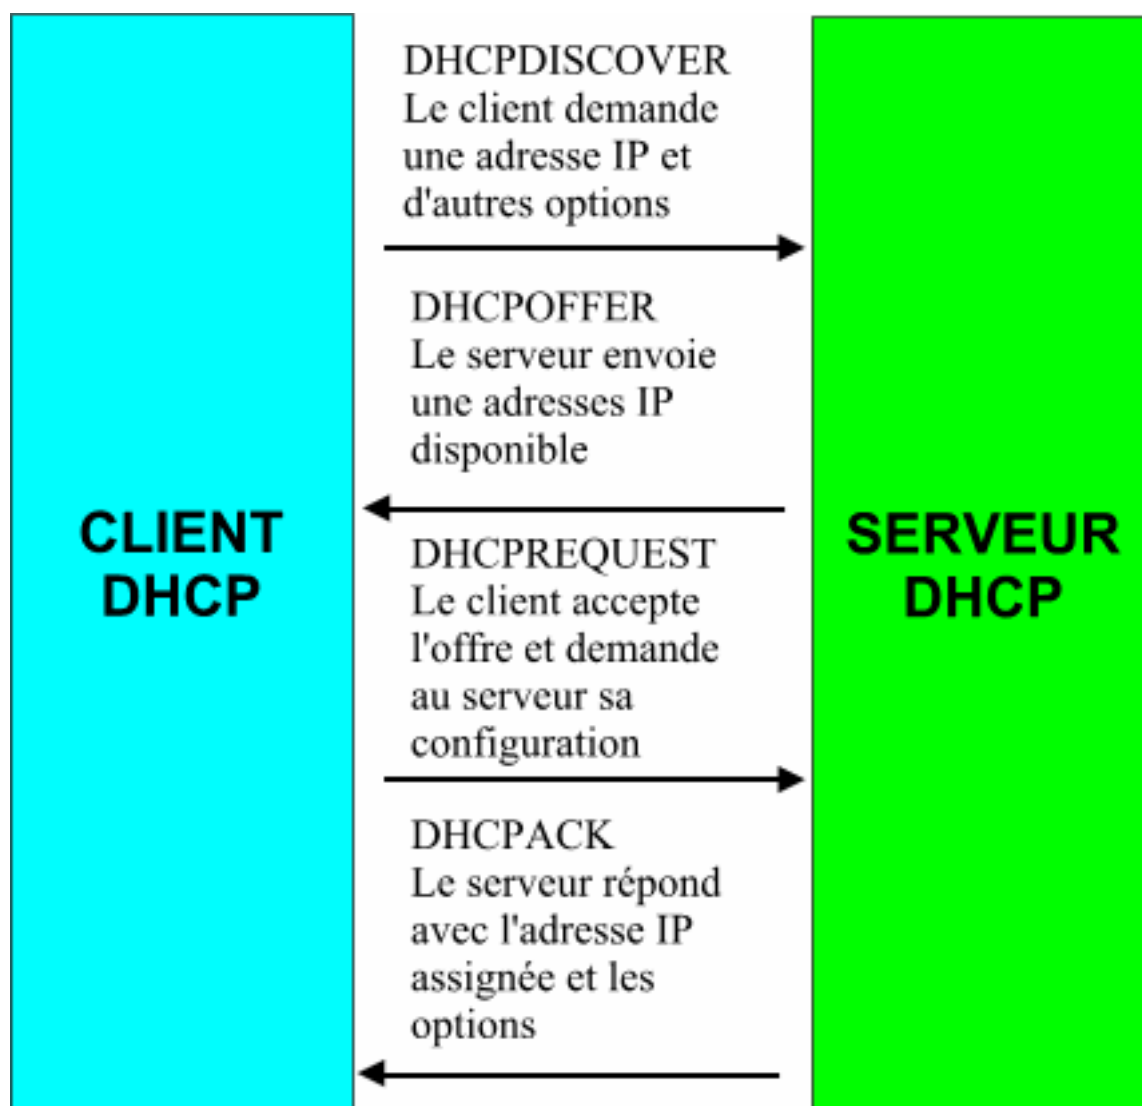 DHCPDISCOVER
Le client demande
une adresse IP et
d'autres options
DHCPOFFER
Le serveur envoie
une adresses IP
disponible
CLIENT
DHCP
SERVEUR
DHCP
DHCPREQUEST
Le client accepte
l'offre et demande
au serveur sa
configuration
DHCPACK
Le serveur répond
avec l'adresse IP
assignée et les
options